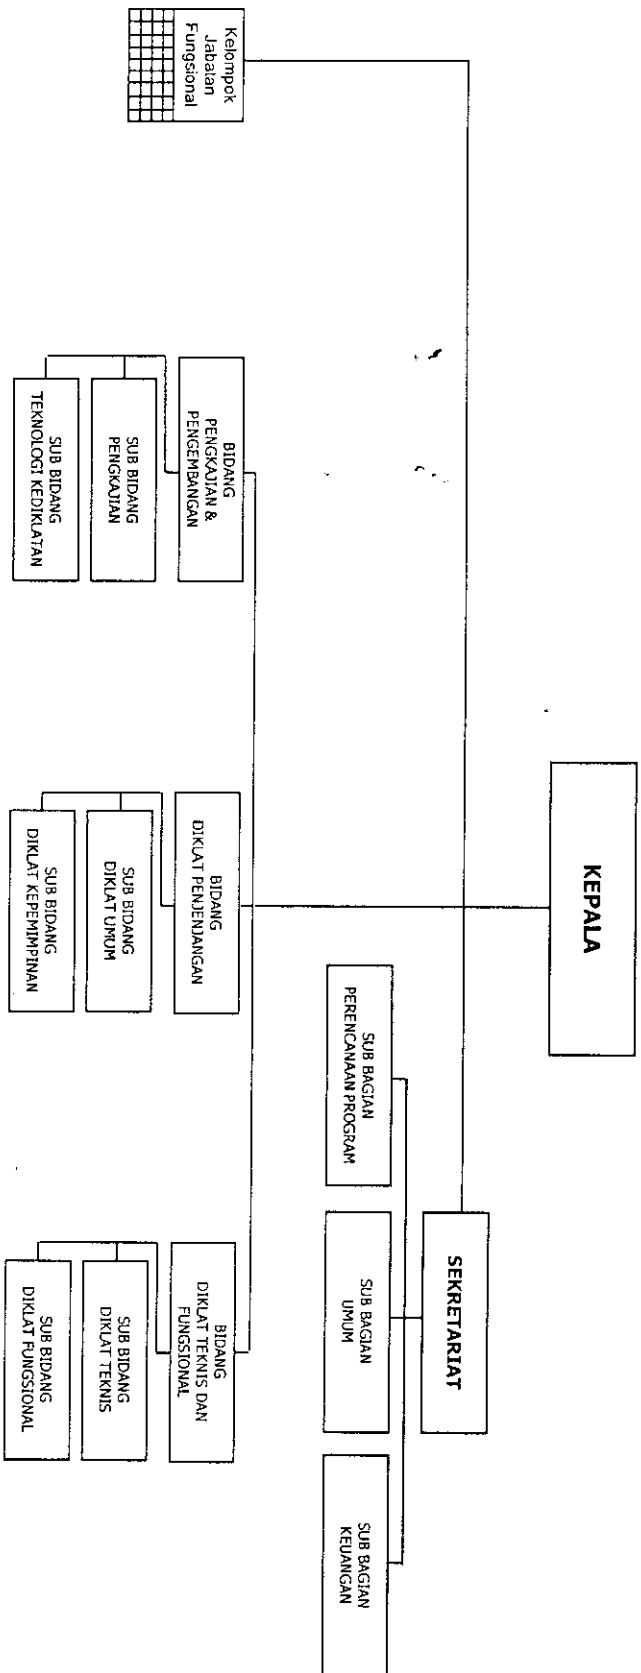 KEPALA
SEKRETARIAT
SUB BAGIAN
PERENCANAAN PROGRAM
SUB BAGIAN
UMUM
SUB BAGIAN
KEUANGAN
Kelompok
Jabatan
Fungsional
BIDANG
PENGKAJIAN &
PENGEMBANGAN
SUB BIDANG
PENGKAJIAN
SUB BIDANG
TEKNOLOGI KEDIKLATAN
BIDANG
DIKLAT PENJENJANGAN
SUB BIDANG
DIKLAT UMUM
SUB BIDANG
DIKLAT KEPEMIMPINAN
BIDANG
DIKLAT TEKNIS DAN
FUNGSIONAL
SUB BIDANG
DIKLAT TEKNIS
SUB BIDANG
DIKLAT FUNGSIONAL